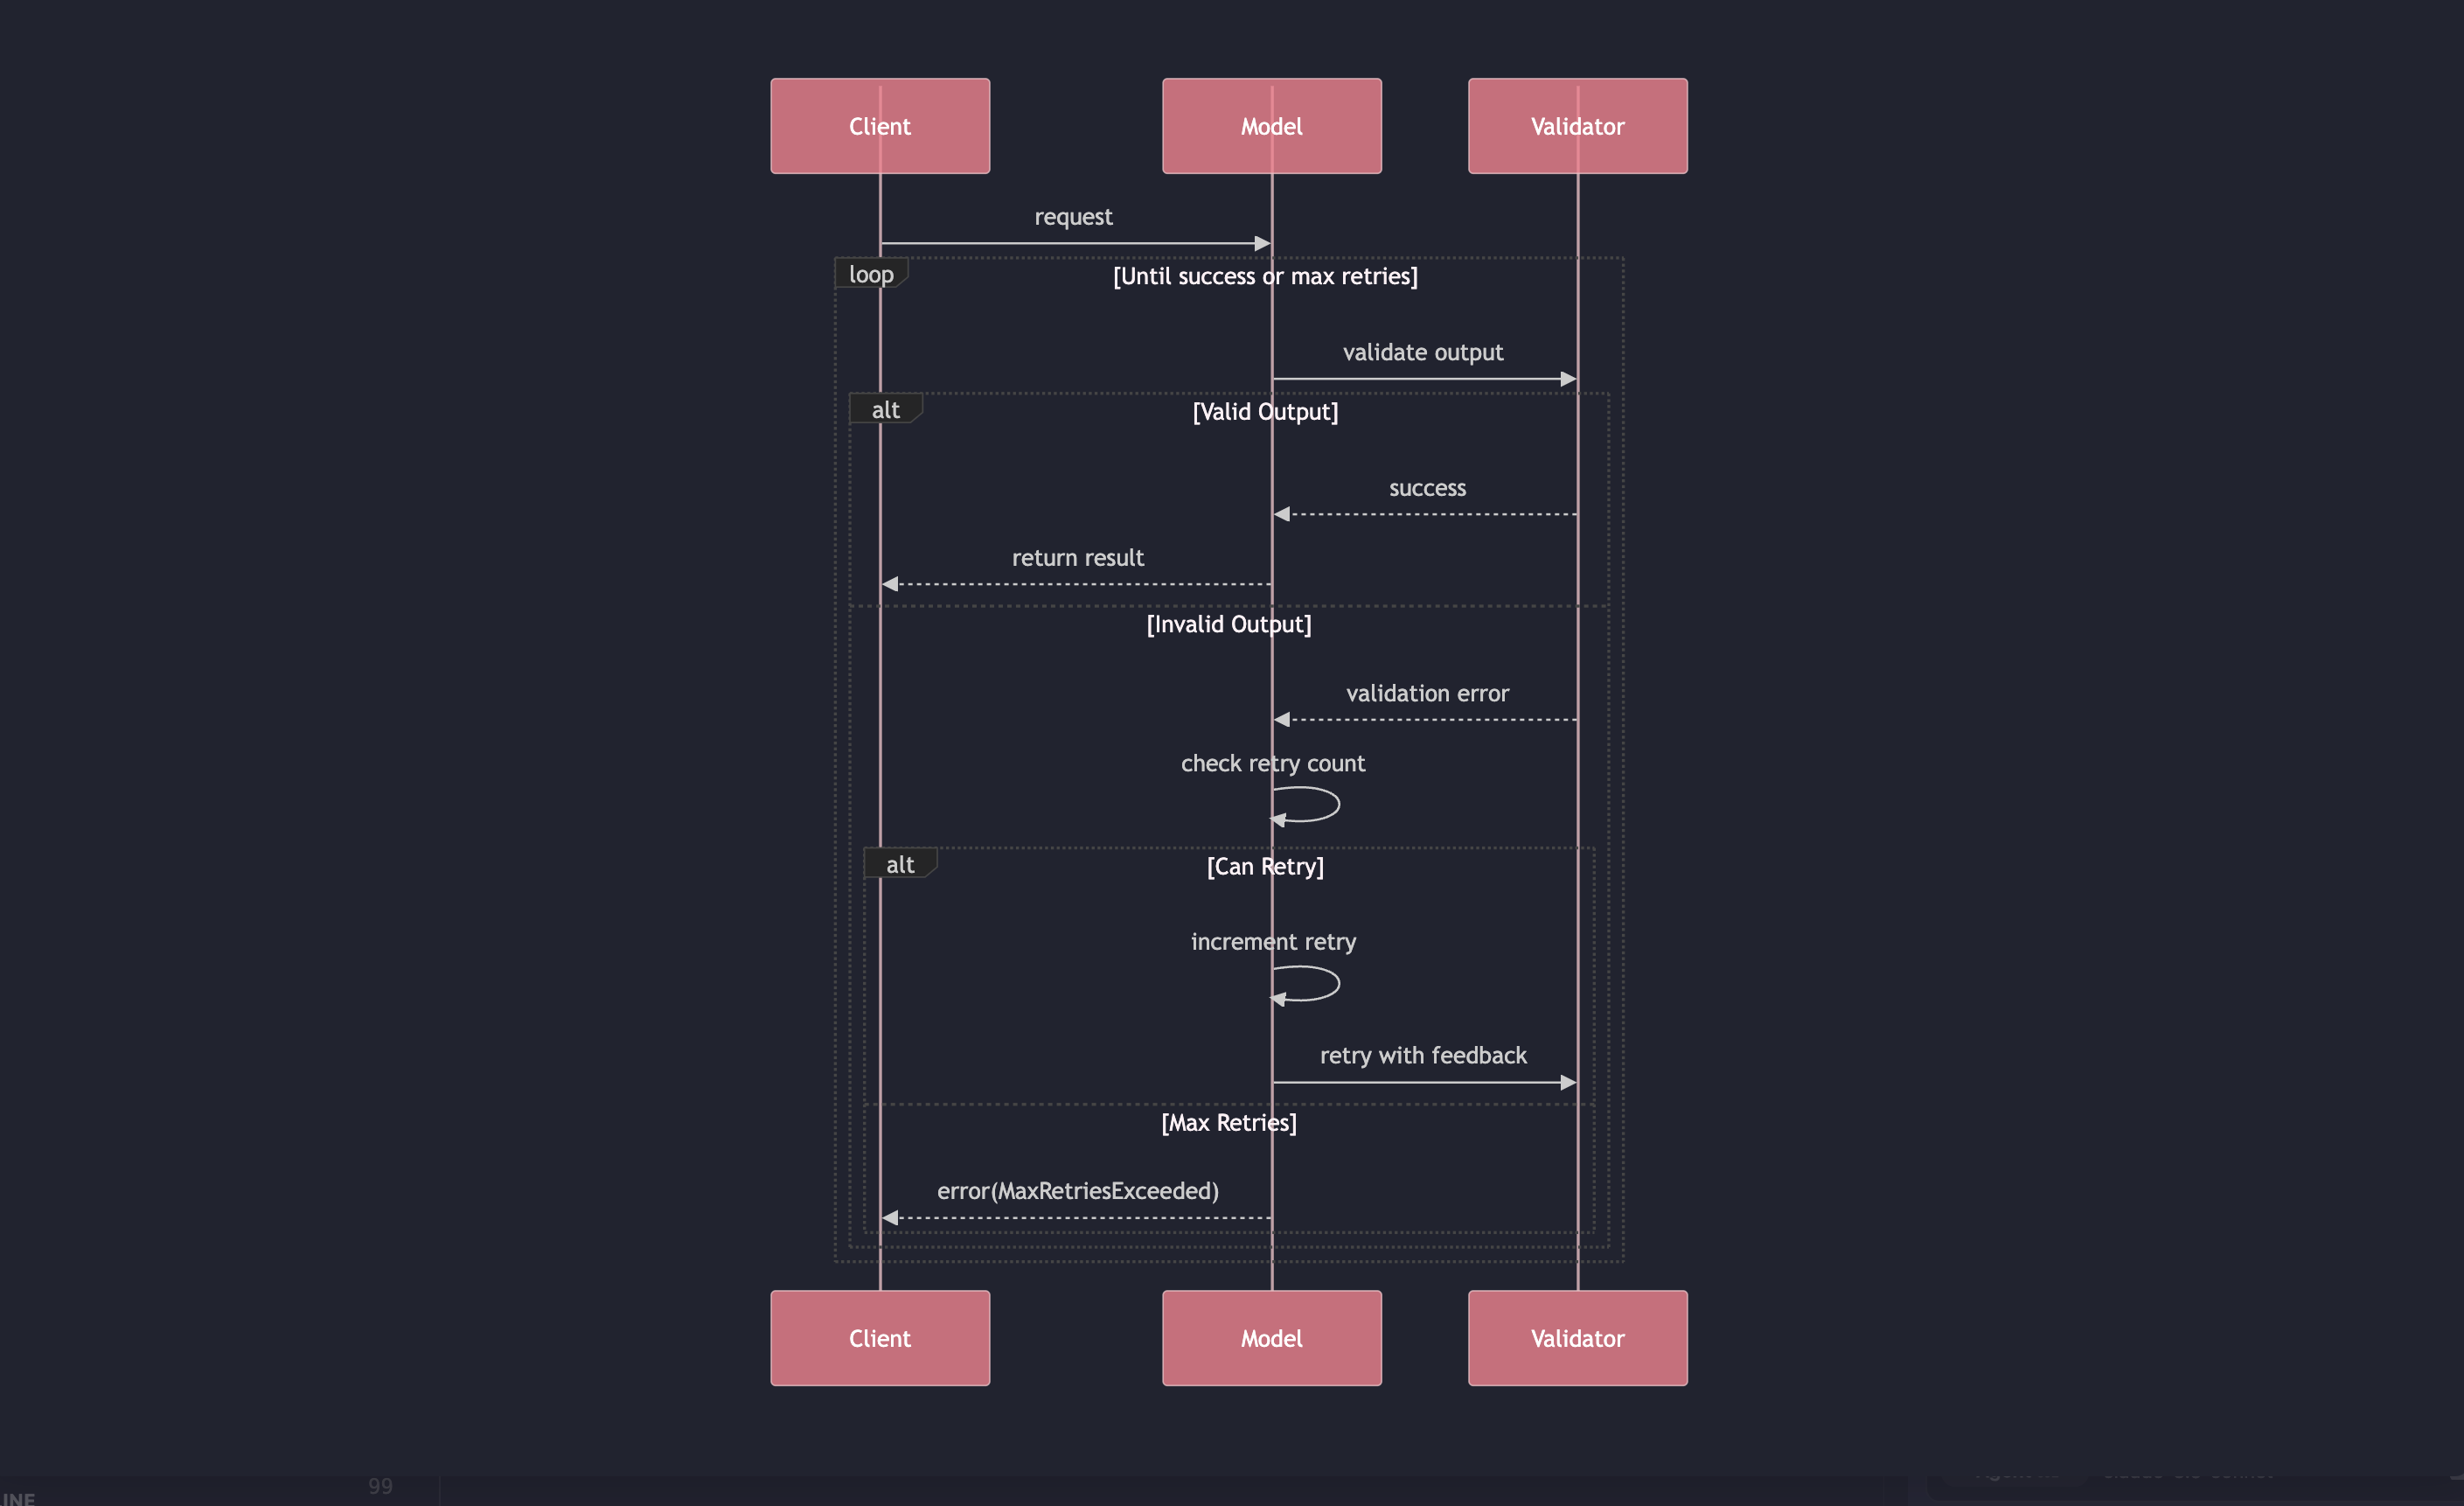 Client
Model
Validator
request
loop
[Until success or max retries]
validate output
alt
[Valid Output]
success
return result
[Invalid Output]
validation error
check retry count
alt
[Can Retry]
increment retry
retry with feedback
[Max Retries]
error(MaxRetriesExceeded)
Client
Model
Validator
99
INE